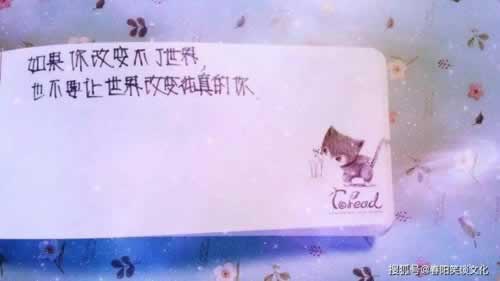 如果你改变不了世界,
也不要让世界改变纯真的你
Coread
搜狐号@春阳笑谈文化